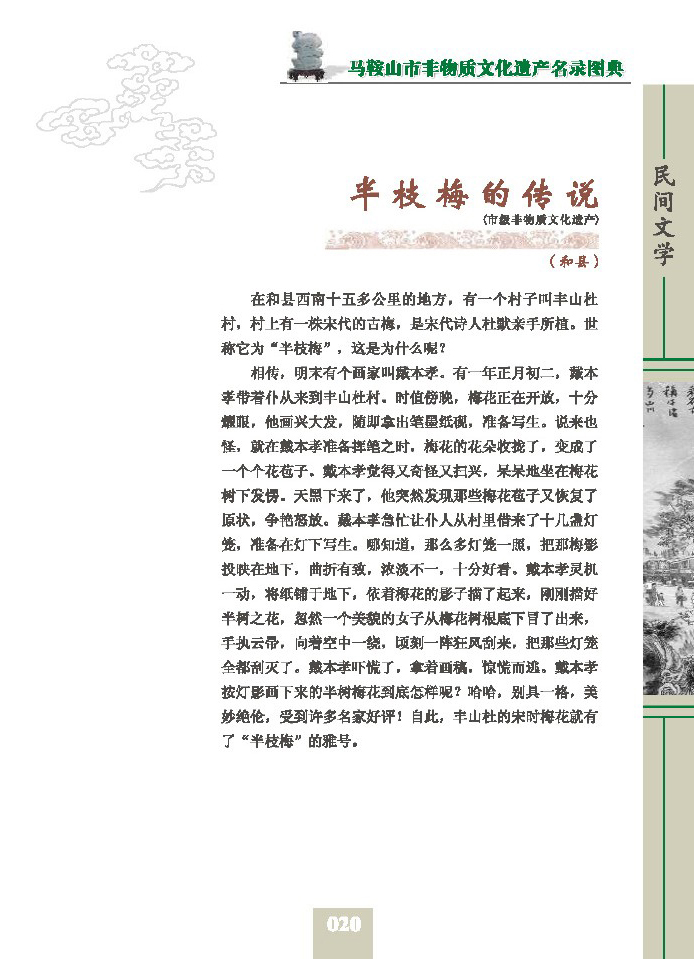 马鞍山市非物质文化遗产名录图典
半枝梅的传说
(市级非物质文化遗产)
(和县)
民间文学
在和县西南十五多公里的地方，有一个村子叫丰山杜
村，村上有一株宋代的古梅，是宋代诗人杜默亲手所植。世
称它为“半枝梅”，这是为什么呢？
相传，明末有个画家叫戴本孝。有一年正月初二，戴本
孝带着仆从来到丰山杜村。时值傍晚，梅花正在开放，十分
耀眼，他画兴大发，随即拿出笔墨纸砚，准备写生。说来也
怪，就在戴本孝准备挥笔之时，梅花的花朵收拢了，变成了
一个个花苞子。戴本孝觉得又奇怪又扫兴，呆呆地坐在梅花
树下发愣。天黑下来了，他突然发现那些梅花苞子又恢复了
原状，争艳怒放。戴本孝急忙让仆人从村里借来了十几盏灯
笼，准备在灯下写生。哪知道，那么多灯笼一照，把那梅影
投映在地下，曲折有致，浓淡不一，十分好看。戴本孝灵机
一动，将纸铺于地下，依着梅花的影子描了起来，刚刚描好
半树之花，忽然一个美貌的女子从梅花树根底下冒了出来，
手执云帚，向着空中一绕，顷刻一阵狂风刮来，把那些灯笼
全都刮灭了。戴本孝吓慌了，拿着画稿，惊慌而逃。戴本孝
按灯影画下来的半树梅花到底怎样呢？哈哈，别具一格，美
妙绝伦，受到许多名家好评！自此，丰山杜的宋时梅花就有
了“半枝梅”的雅号。
020